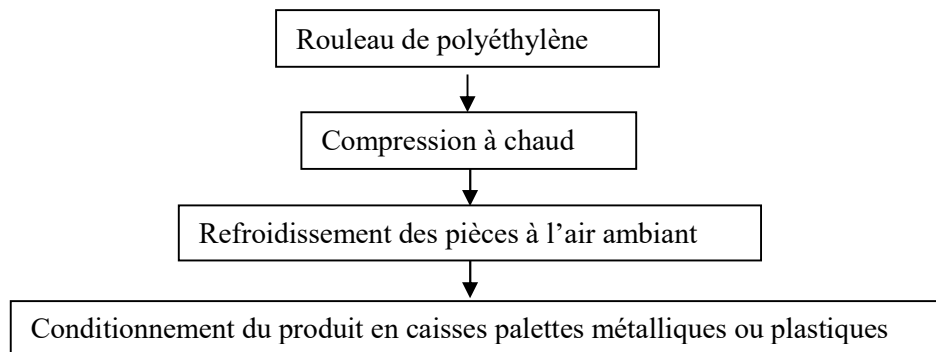 Rouleau de polyéthylène
Compression à chaud
Refroidissement des pièces à l’air ambiant
Conditionnement du produit en caisses palettes métalliques ou plastiques